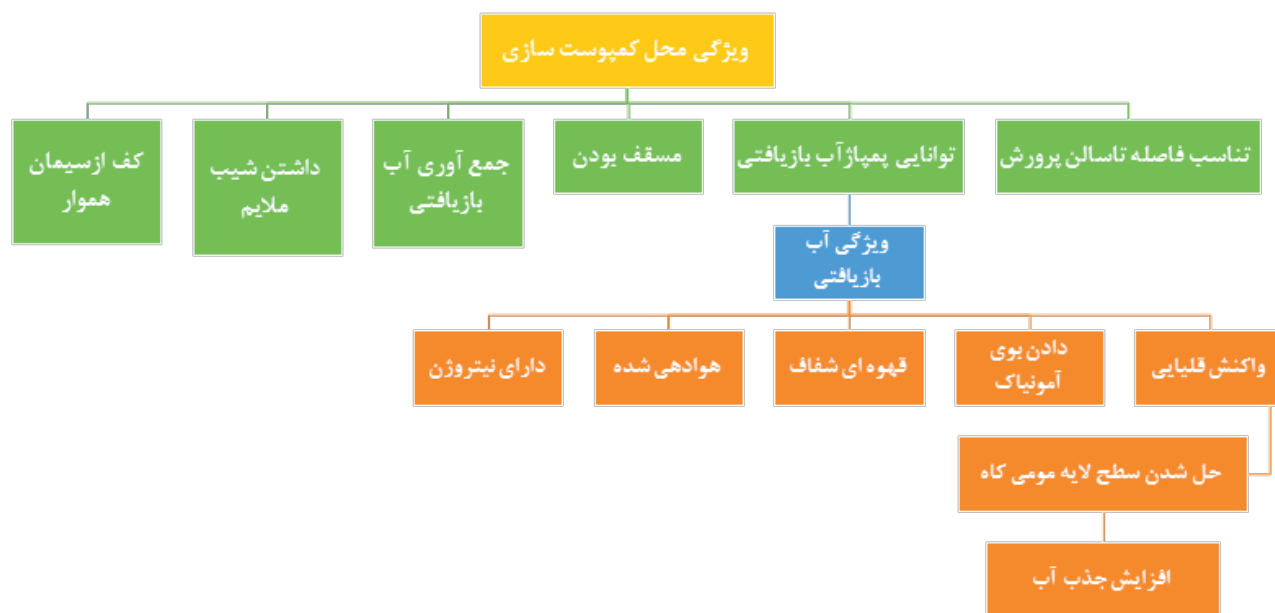 ویژگی محل کمپوست سازی
تناسب فاصله تاسالن پرورش
توانایی پمپاژآب بازیافتی
مسقف بودن
جمع آوری آب
بازیافتی
داشتن شیب
ملایم
کف ازسیمان
هموار
ویژگی آب
بازیافتی
واکنش قلیایی
دادن بوی
آمونیاک
قهوه ای شفاف
هوادهی شده
دارای نیتروژن
حل شدن سطح لایه مومی کاه
افزایش جذب آب